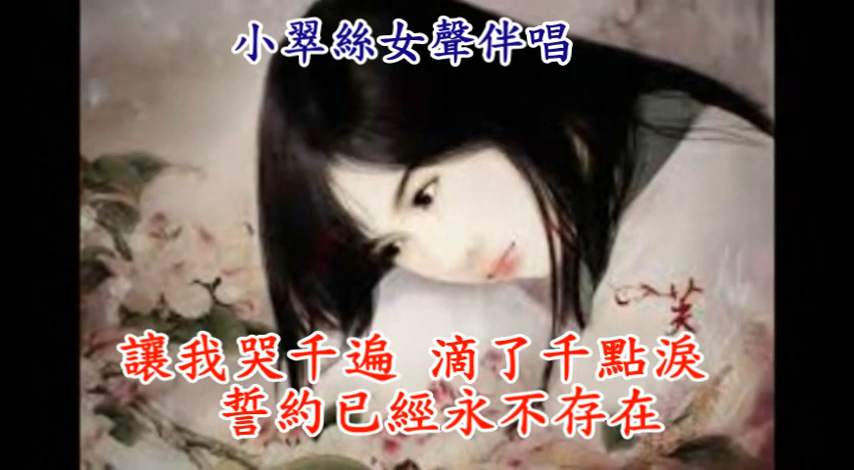 小翠絲女聲伴唱
讓我哭千遍 滴了千點淚
誓約已經永不存在